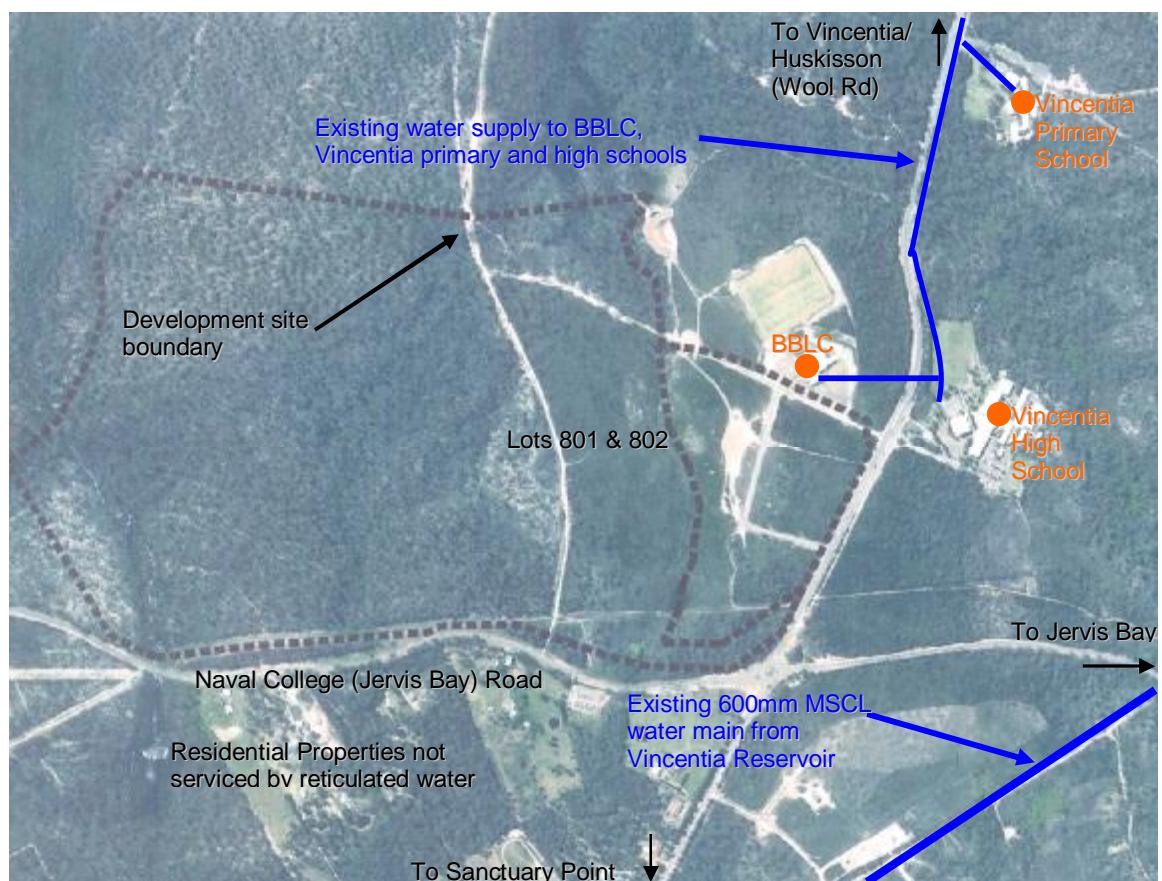 To Vincentia/
Huskisson
(Wool Rd)
Vincentia
Primary
School
Existing water supply to BBLC,
Vincentia primary and high schools
Development site
boundary
BBLC
Lots 801 & 802
Vincentia
High
School
To Jervis Bay
Naval College (Jervis Bay) Road
Existing 600mm MSCL
water main from
Vincentia Reservoir
Residential Properties not
serviced by reticulated water
To Sanctuary Point